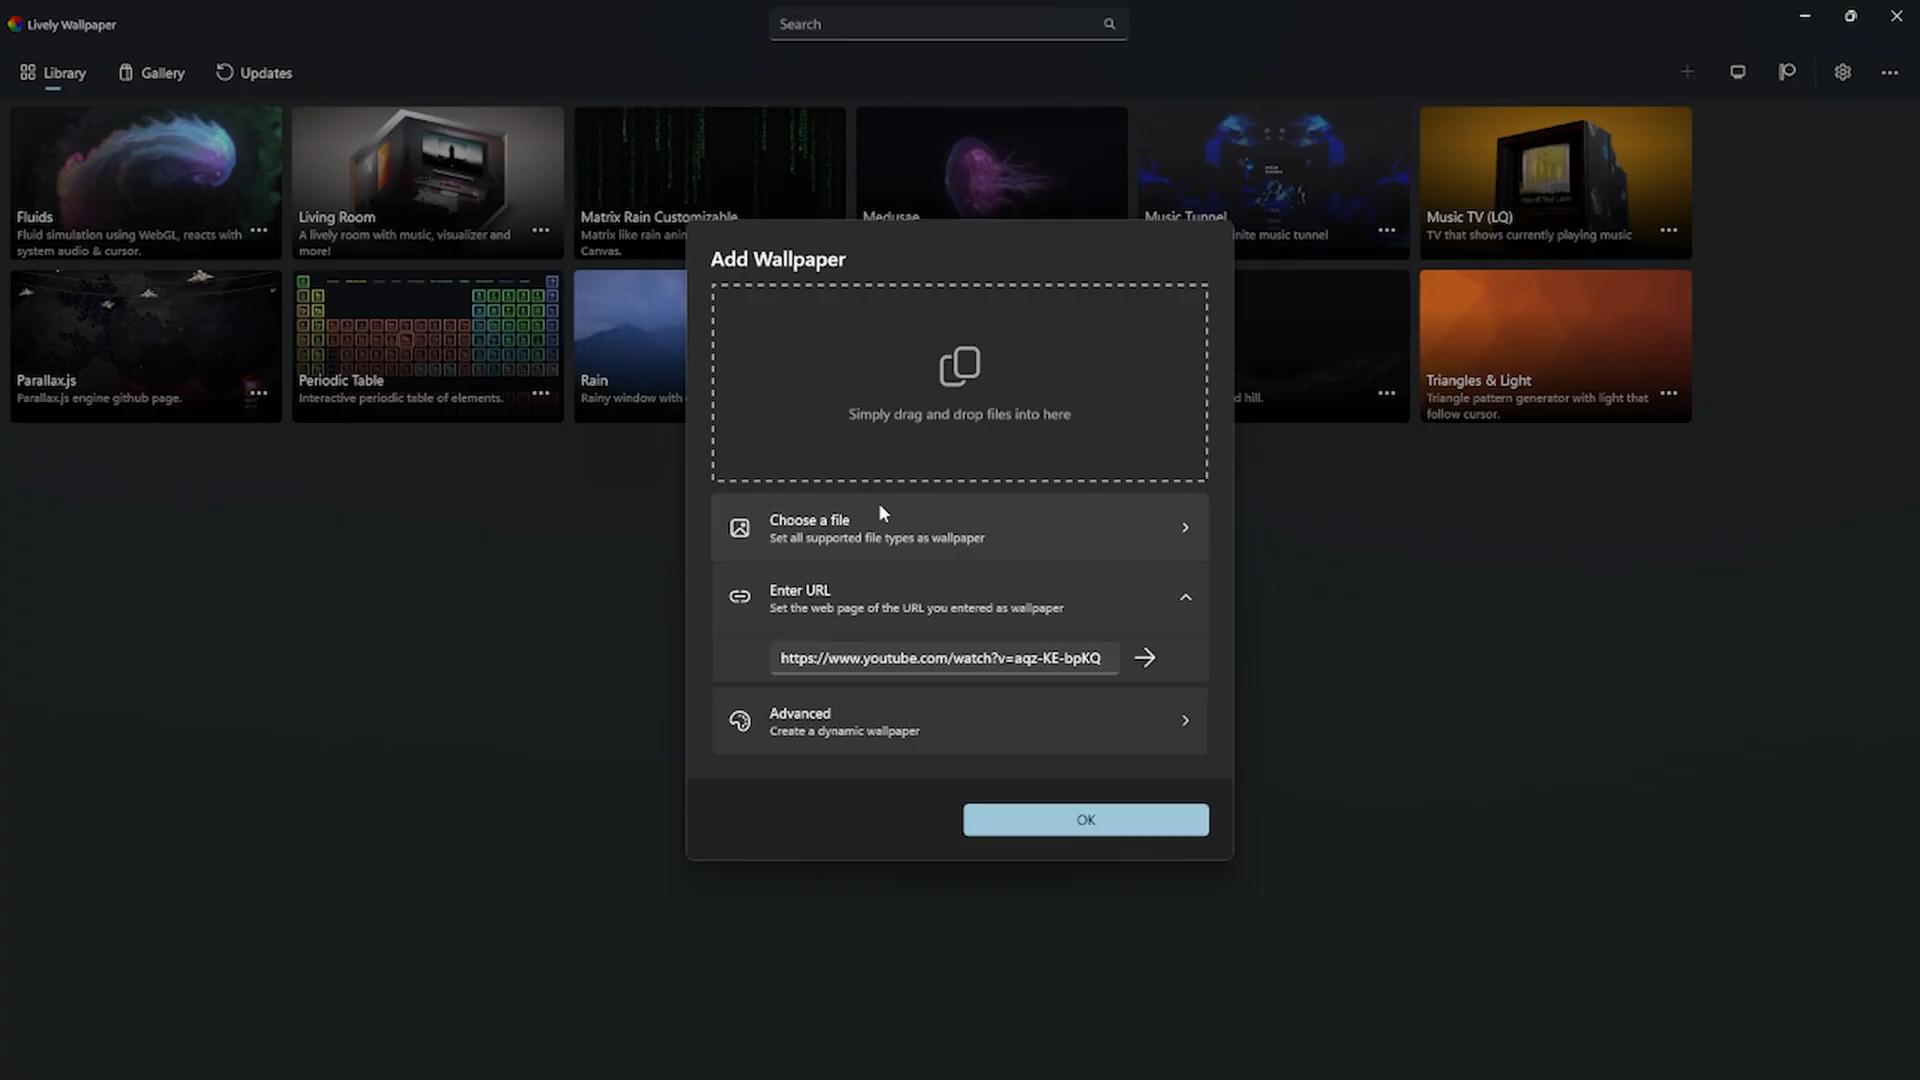 Lively Wallpaper
Search
Library
Gallery
Updates
Fluids
Fluid simulation using WebGL, reacts with
system audio & cursor.
Living Room
A lively room with music, visualizer and
more!
Matrix Rain Customizable
Matrix like rain anim
Canvas.
Medusae
Music Tunnel
inite music tunnel
Music TV (LQ)
TV that shows currently playing music
Parallax.js
Parallax.js engine github page.
Periodic Table
Interactive periodic table of elements.
Rain
Rainy window with
d hill.
Triangles & Light
Triangle pattern generator with light that
follow cursor.
Add Wallpaper
Simply drag and drop files into here
Choose a file
Set all supported file types as wallpaper
Enter URL
Set the web page of the URL you entered as wallpaper
https://www.youtube.com/watch?v=aqz-KE-bpKQ
Advanced
Create a dynamic wallpaper
OK